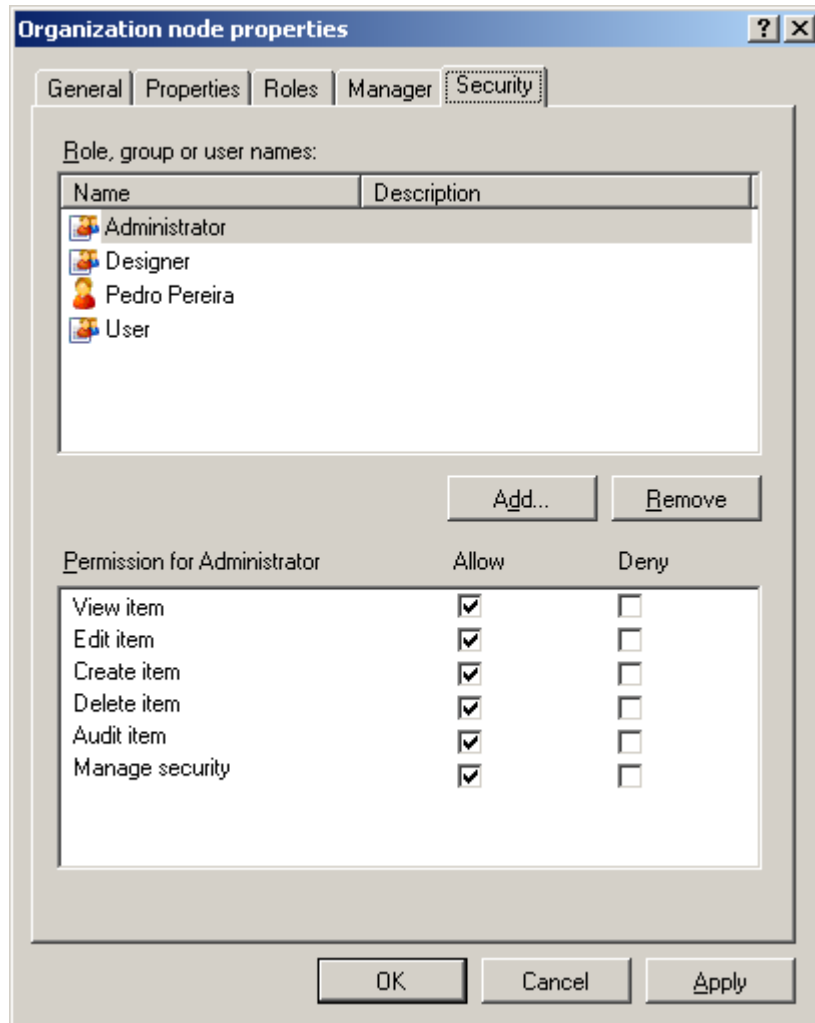 Organization node properties
General Properties Roles Manager Security
Role, group or user names:
Name Description
Administrator
Designer
Pedro Pereira
User
Add... Remove
Permission for Administrator Allow Deny
View item
Edit item
Create item
Delete item
Audit item
Manage security
OK Cancel Apply